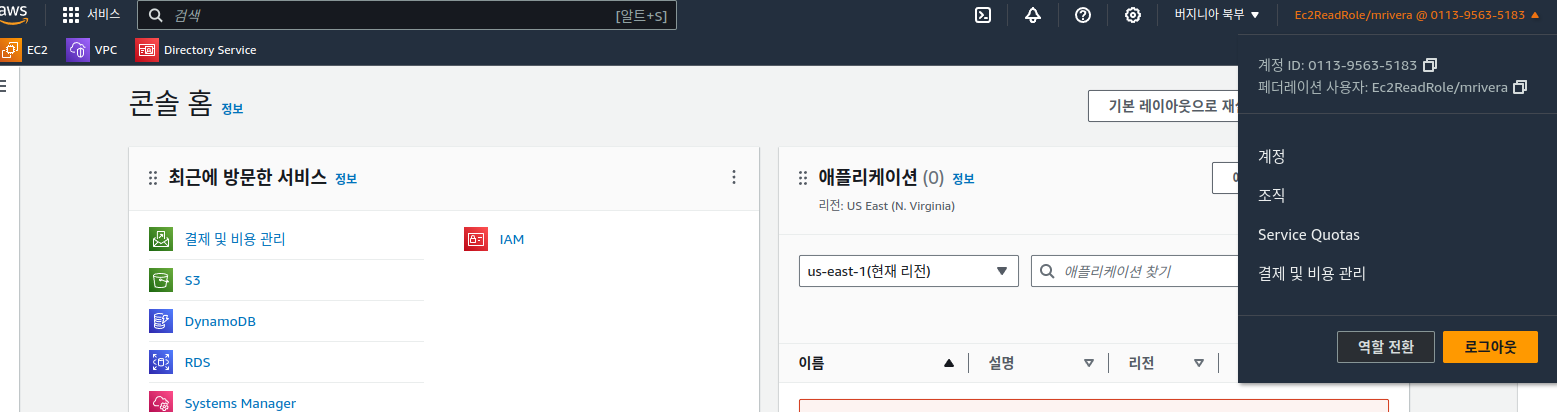 aws
서비스
검색
[알트+S]
버지니아 북부
Ec2ReadRole/mrivera @ 0113-9563-5183
EC2
VPC
Directory Service
계정 ID: 0113-9563-5183
페더레이션 사용자: Ec2ReadRole/mrivera
계정
조직
Service Quotas
결제 및 비용 관리
역할 전환
로그아웃
콘솔 홈 정보
기본 레이아웃으로
최근에 방문한 서비스 정보
결제 및 비용 관리
S3
DynamoDB
RDS
Systems Manager
IAM
애플리케이션 (0) 정보
리전: US East (N. Virginia)
us-east-1(현재 리전)
애플리케이션 찾기
이름 설명 리전